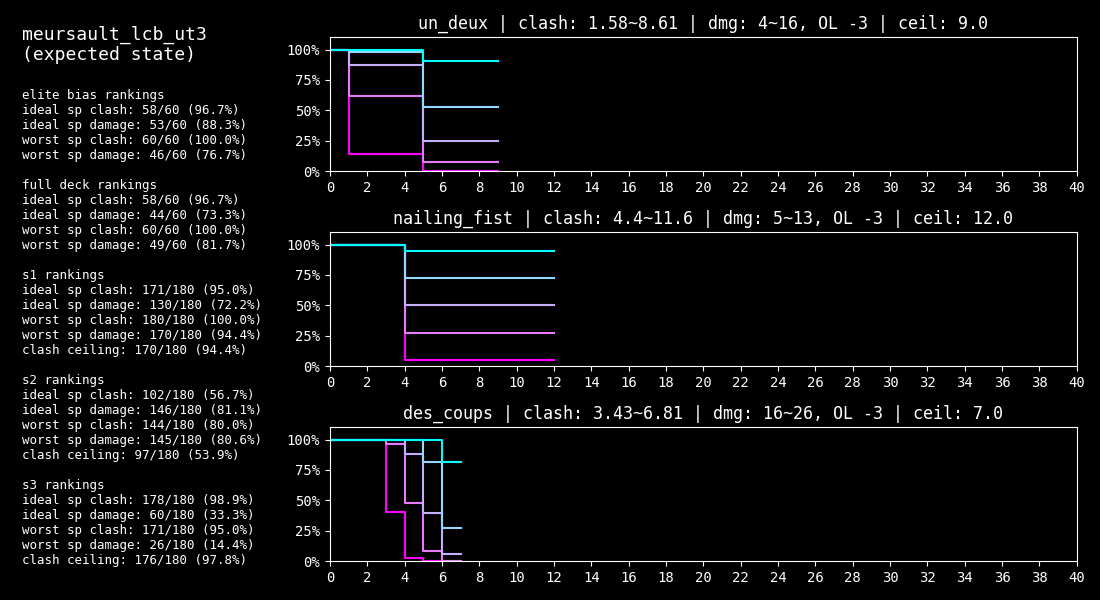 meursault_lcb_ut3
(expected state)
elite bias rankings
ideal sp clash: 58/60 (96.7%)
ideal sp damage: 53/60 (88.3%)
worst sp clash: 60/60 (100.0%)
worst sp damage: 46/60 (76.7%)
full deck rankings
ideal sp clash: 58/60 (96.7%)
ideal sp damage: 44/60 (73.3%)
worst sp clash: 60/60 (100.0%)
worst sp damage: 49/60 (81.7%)
s1 rankings
ideal sp clash: 171/180 (95.0%)
ideal sp damage: 130/180 (72.2%)
worst sp clash: 180/180 (100.0%)
worst sp damage: 170/180 (94.4%)
clash ceiling: 170/180 (94.4%)
s2 rankings
ideal sp clash: 102/180 (56.7%)
ideal sp damage: 146/180 (81.1%)
worst sp clash: 144/180 (80.0%)
worst sp damage: 145/180 (80.6%)
clash ceiling: 97/180 (53.9%)
s3 rankings
ideal sp clash: 178/180 (98.9%)
ideal sp damage: 60/180 (33.3%)
worst sp clash: 171/180 (95.0%)
worst sp damage: 26/180 (14.4%)
clash ceiling: 176/180 (97.8%)
un_deux | clash: 1.58~8.61 | dmg: 4~16, OL -3 | ceil: 9.0
100%
75%
50%
25%
0%
0 2 4 6 8 10 12 14 16 18 20 22 24 26 28 30 32 34 36 38 40
nailing_fist | clash: 4.4~11.6 | dmg: 5~13, OL -3 | ceil: 12.0
100%
75%
50%
25%
0%
0 2 4 6 8 10 12 14 16 18 20 22 24 26 28 30 32 34 36 38 40
des_coups | clash: 3.43~6.81 | dmg: 16~26, OL -3 | ceil: 7.0
100%
75%
50%
25%
0%
0 2 4 6 8 10 12 14 16 18 20 22 24 26 28 30 32 34 36 38 40